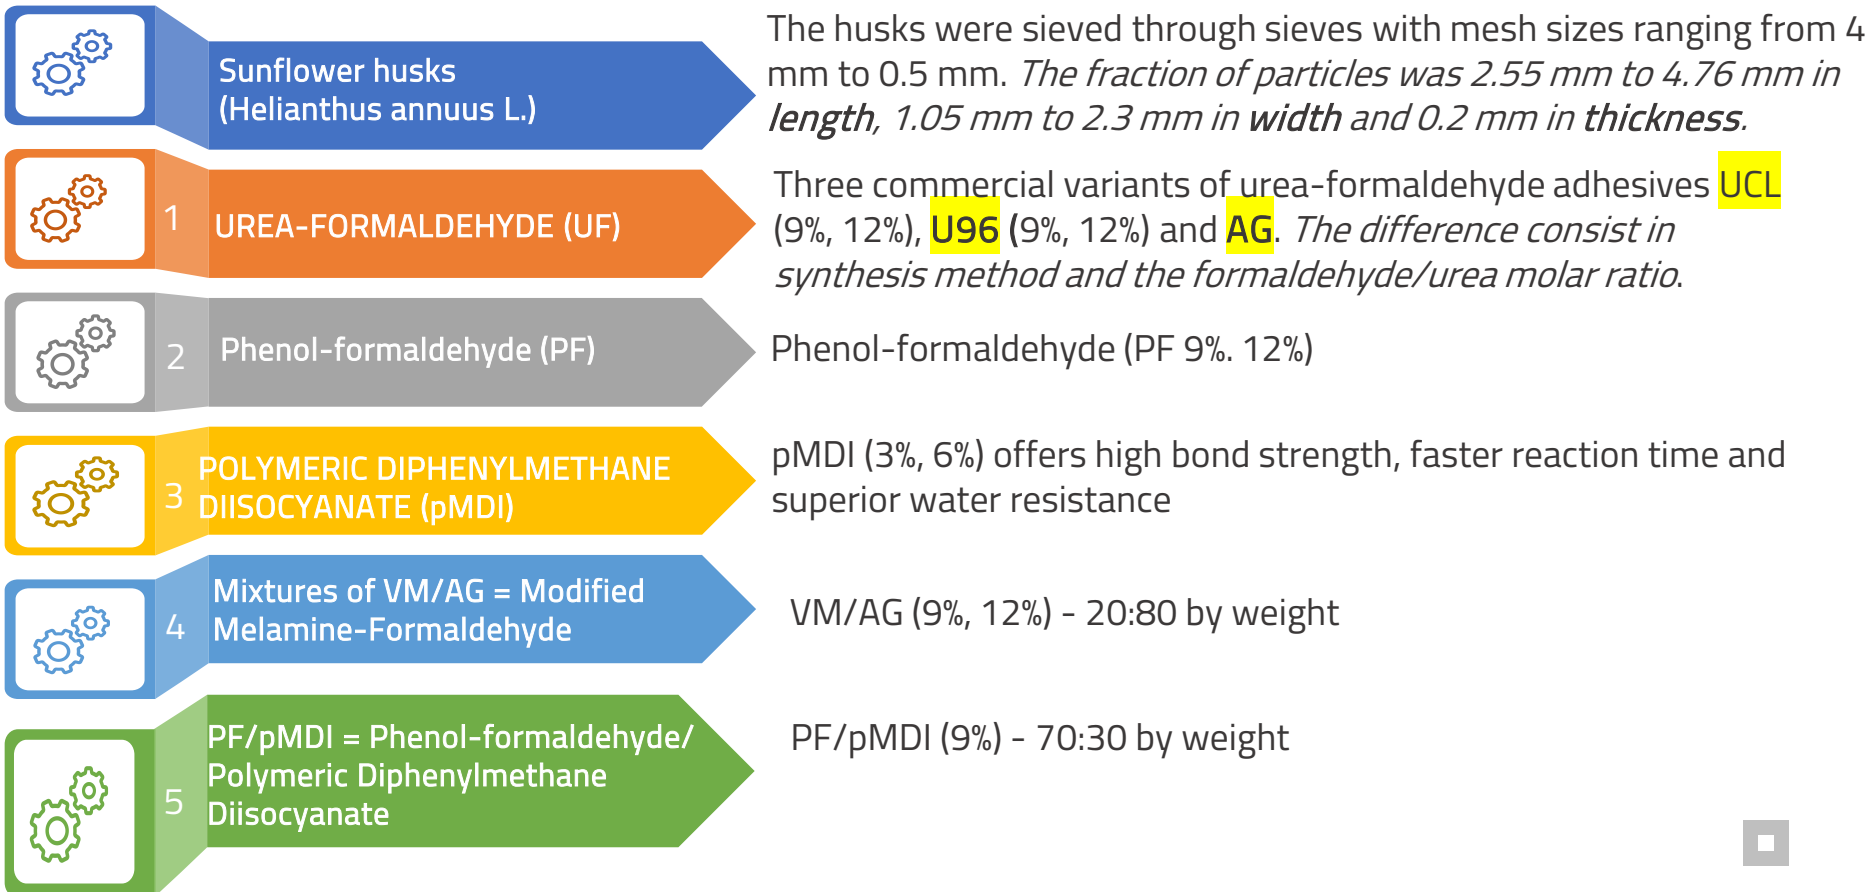 Sunflower husks
(Helianthus annuus L.)
The husks were sieved through sieves with mesh sizes ranging from 4
mm to 0.5 mm. The fraction of particles was 2.55 mm to 4.76 mm in
length, 1.05 mm to 2.3 mm in width and 0.2 mm in thickness.
1
UREA-FORMALDEHYDE (UF)
Three commercial variants of urea-formaldehyde adhesives UCL
(9%, 12%), U96 (9%, 12%) and AG. The difference consist in
synthesis method and the formaldehyde/urea molar ratio.
2
Phenol-formaldehyde (PF)
Phenol-formaldehyde (PF 9%. 12%)
3
POLYMERIC DIPHENYLMETHANE
DIISOCYANATE (pMDI)
pMDI (3%, 6%) offers high bond strength, faster reaction time and
superior water resistance
4
Mixtures of VM/AG = Modified
Melamine-Formaldehyde
VM/AG (9%, 12%) - 20:80 by weight
5
PF/pMDI = Phenol-formaldehyde/
Polymeric Diphenylmethane
Diisocyanate
PF/pMDI (9%) - 70:30 by weight